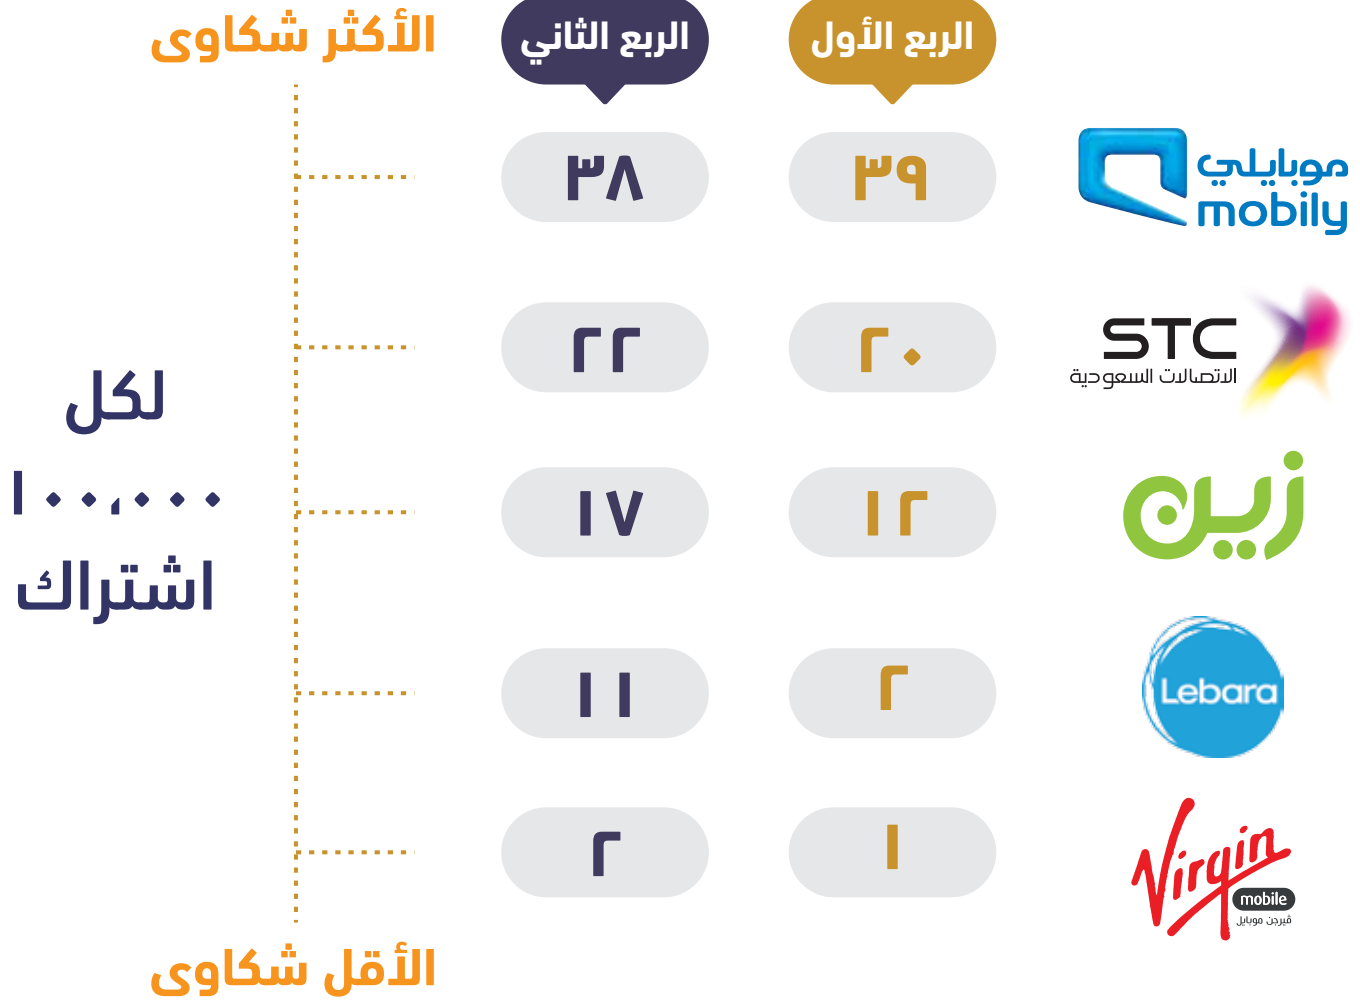 الربع الأول
الربع الثاني
الأكثر شكاوى
موبايلي
mobily
٣٩
٣٨
STC
الاتصالات السعودية
٢٠
٢٢
زين
١٢
١٧
لكل
١٠٠،٠٠٠
اشتراك
Lebara
٢
١١
Virgin
mobile
ڤيرجن موبايل
١
٢
الأقل شكاوى